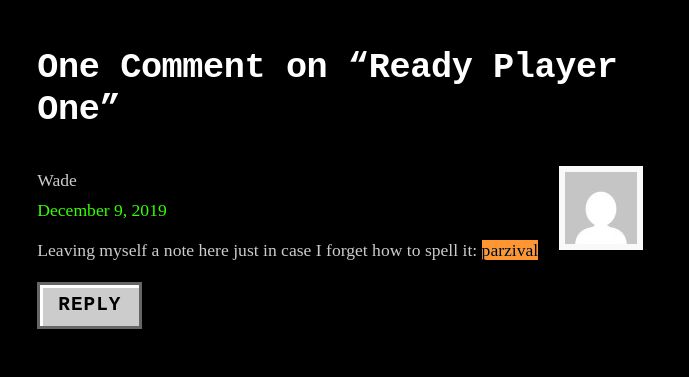 One Comment on “Ready Player
One”
Wade
December 9, 2019
Leaving myself a note here just in case I forget how to spell it: parzival
REPLY